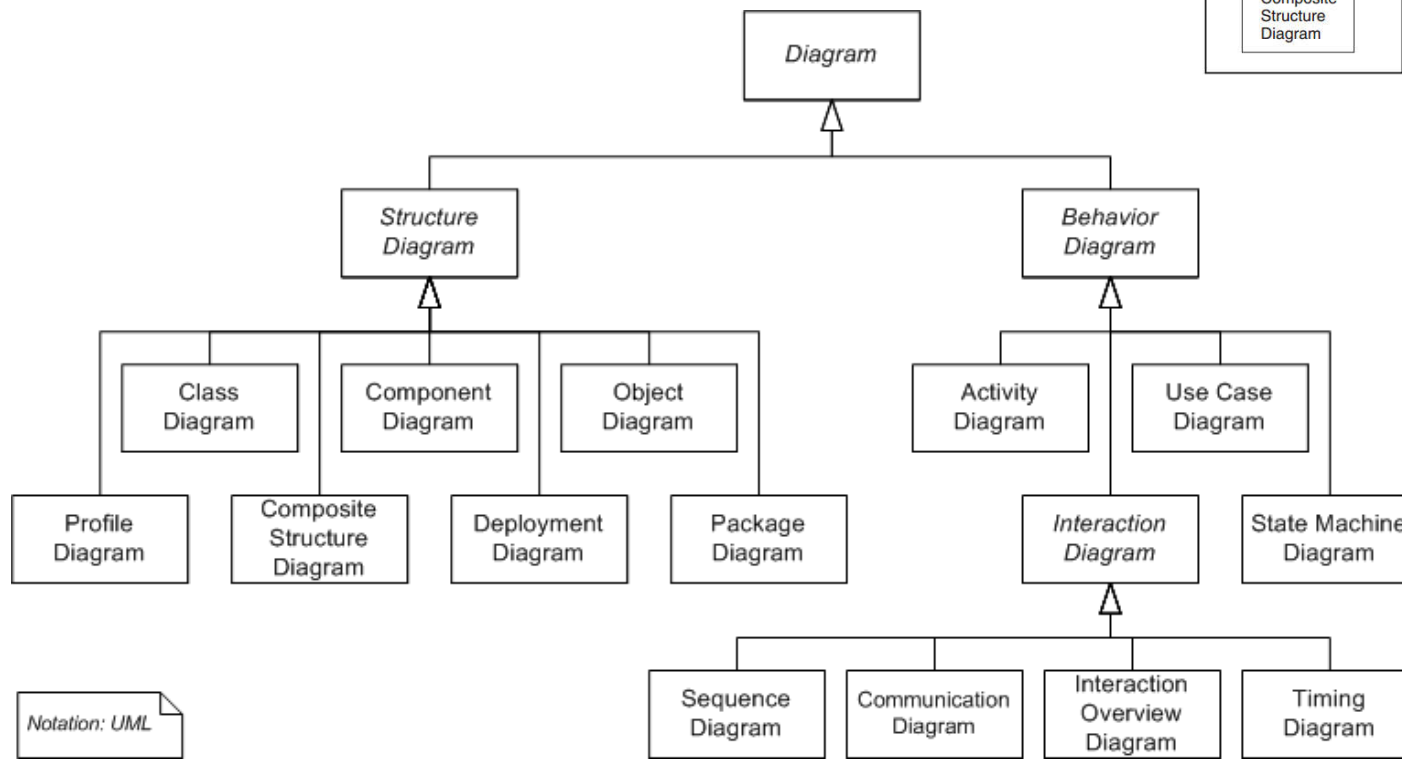 Composite
Structure
Diagram
Diagram
Structure
Diagram
Behavior
Diagram
Class
Diagram
Component
Diagram
Object
Diagram
Activity
Diagram
Use Case
Diagram
Profile
Diagram
Composite
Structure
Diagram
Deployment
Diagram
Package
Diagram
Interaction
Diagram
State Machine
Diagram
Sequence
Diagram
Communication
Diagram
Interaction
Overview
Diagram
Timing
Diagram
Notation: UML